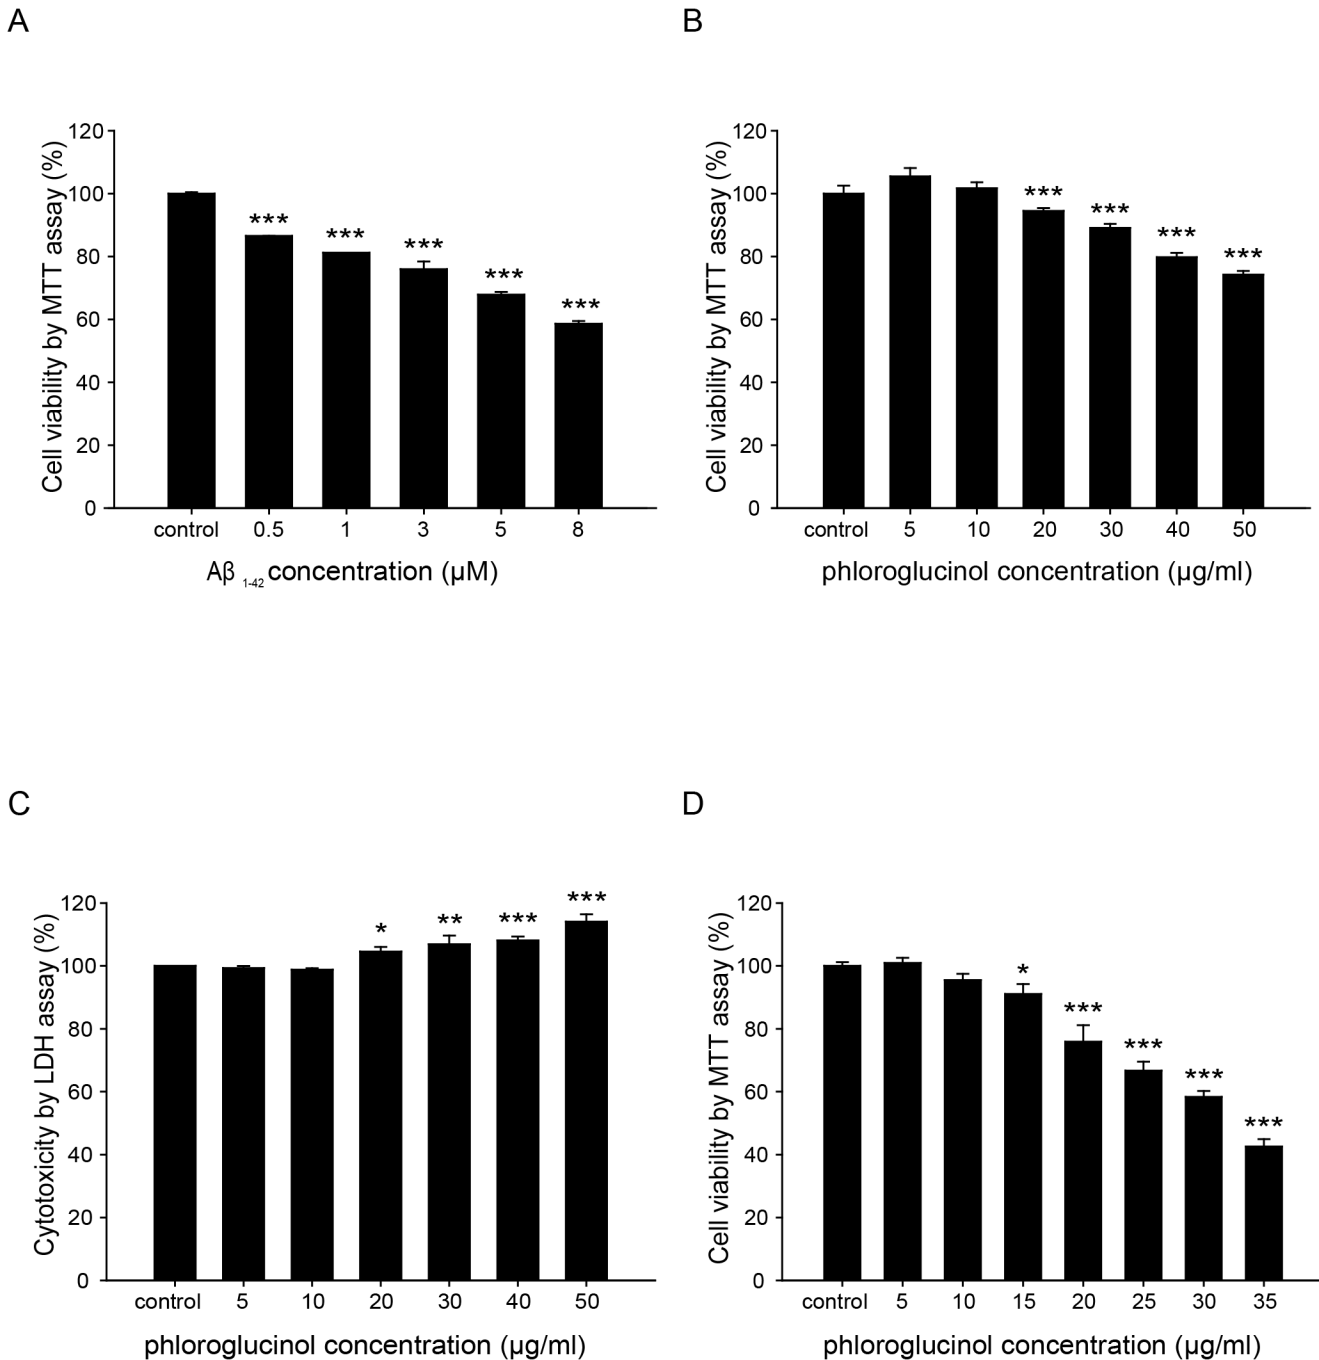 A
Cell viability by MTT assay (%)
120
100
80
60
40
20
0
***
***
***
***
***
control 0.5 1 3 5 8
Aβ 1-42 concentration (µM)
B
Cell viability by MTT assay (%)
120
100
80
60
40
20
0
***
***
***
***
control 5 10 20 30 40 50
phloroglucinol concentration (µg/ml)
C
Cytotoxicity by LDH assay (%)
120
100
80
60
40
20
0
*
**
***
***
control 5 10 20 30 40 50
phloroglucinol concentration (µg/ml)
D
Cell viability by MTT assay (%)
120
100
80
60
40
20
0
*
***
***
***
***
control 5 10 15 20 25 30 35
phloroglucinol concentration (µg/ml)